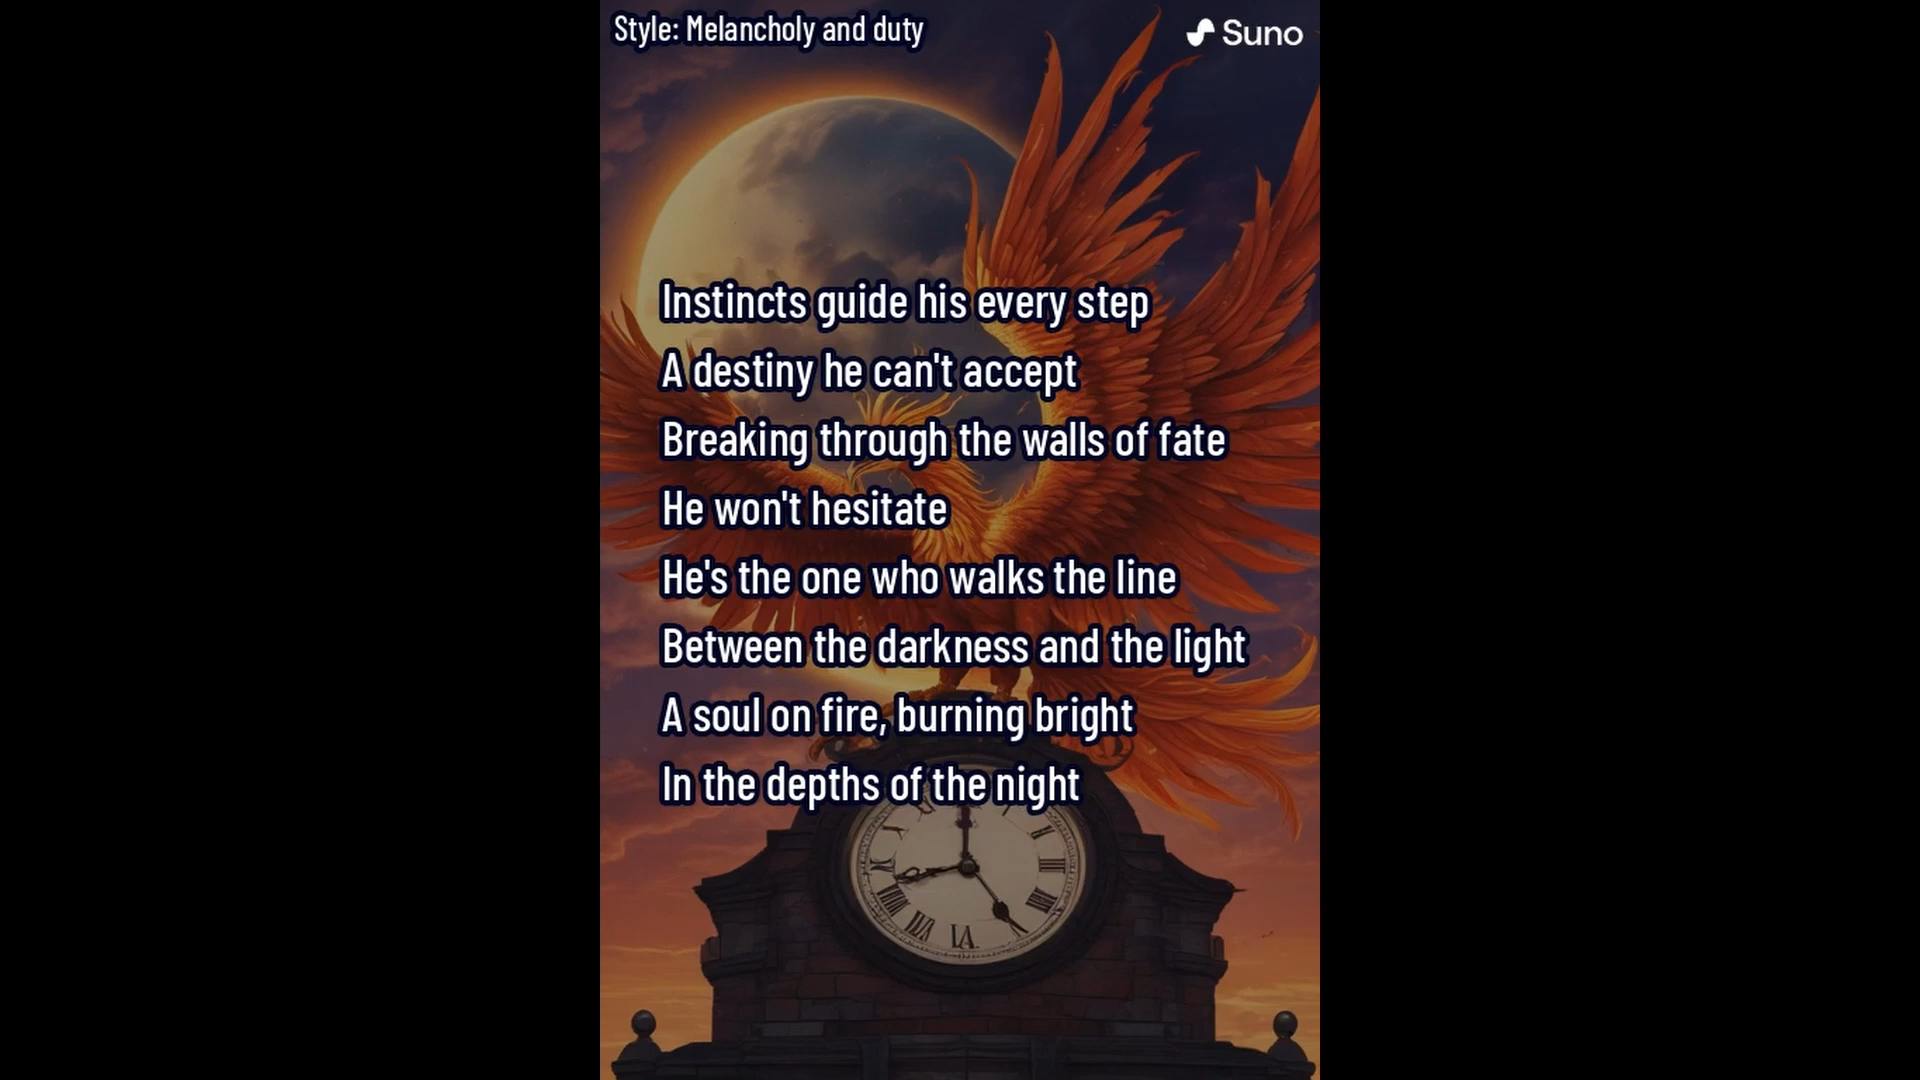 Style: Melancholy and duty
Suno
Instincts guide his every step
A destiny he can't accept
Breaking through the walls of fate
He won't hesitate
He's the one who walks the line
Between the darkness and the light
A soul on fire, burning bright
In the depths of the night